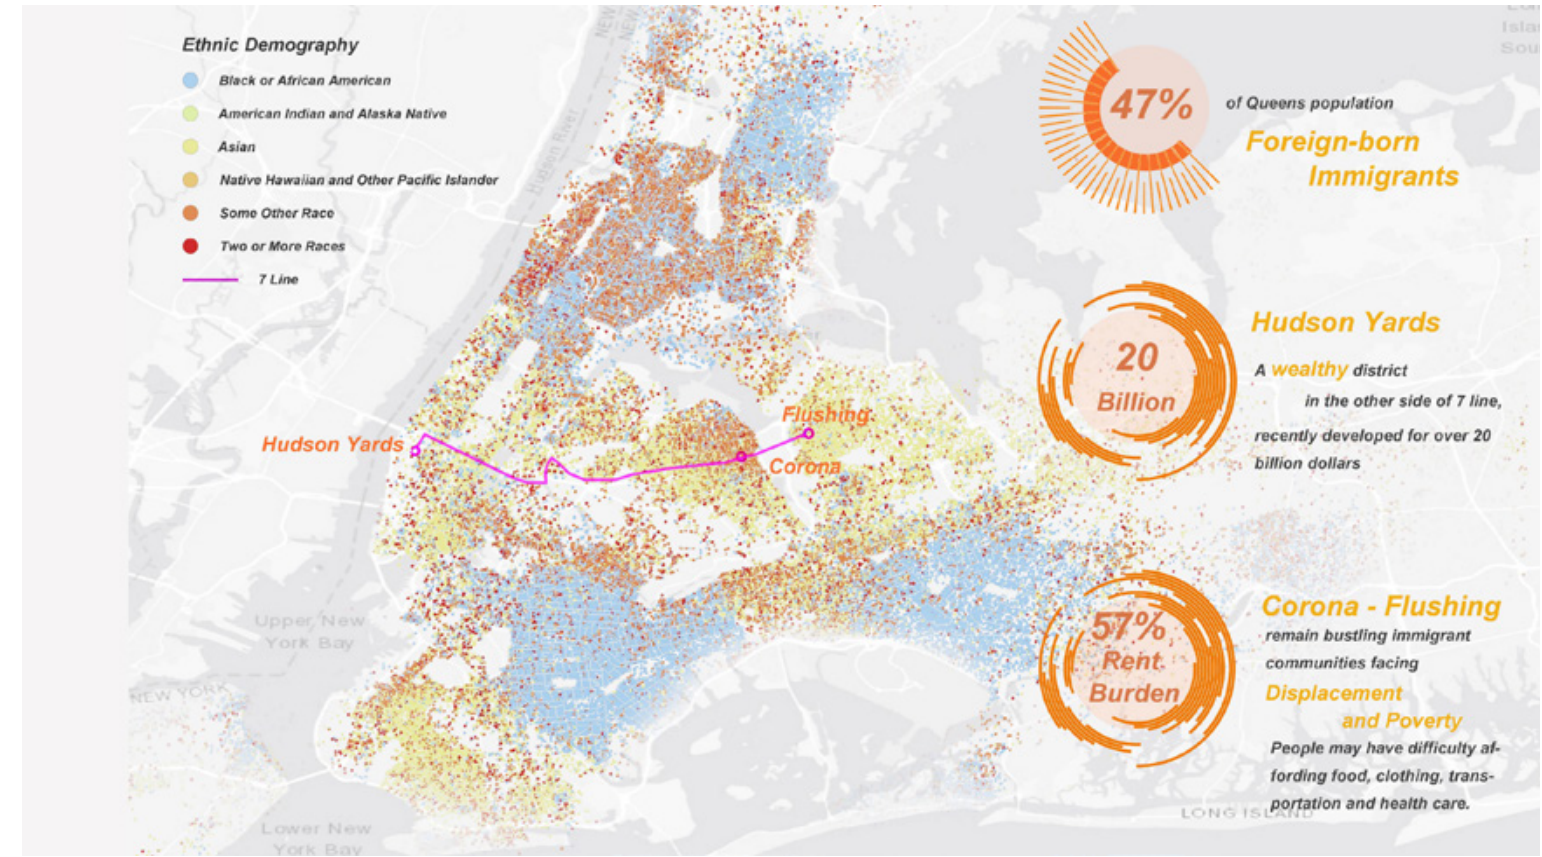 Ethnic Demography
Black or African American
American Indian and Alaska Native
Asian
Native Hawaiian and Other Pacific Islander
Some Other Race
Two or More Races
7 Line
Hudson River
NEW
NEW
Hudson Yards
Flushing
Corona
Upper New
York Bay
NEW YORK
Lower New
York Bay
LONG ISLAND
47%
of Queens population
Foreign-born
Immigrants
20
Billion
Hudson Yards
A wealthy district
in the other side of 7 line,
recently developed for over 20
billion dollars
57%
Rent
Burden
Corona - Flushing
remain bustling immigrant
communities facing
Displacement
and Poverty
People may have difficulty af-
fording food, clothing, trans-
portation and health care.